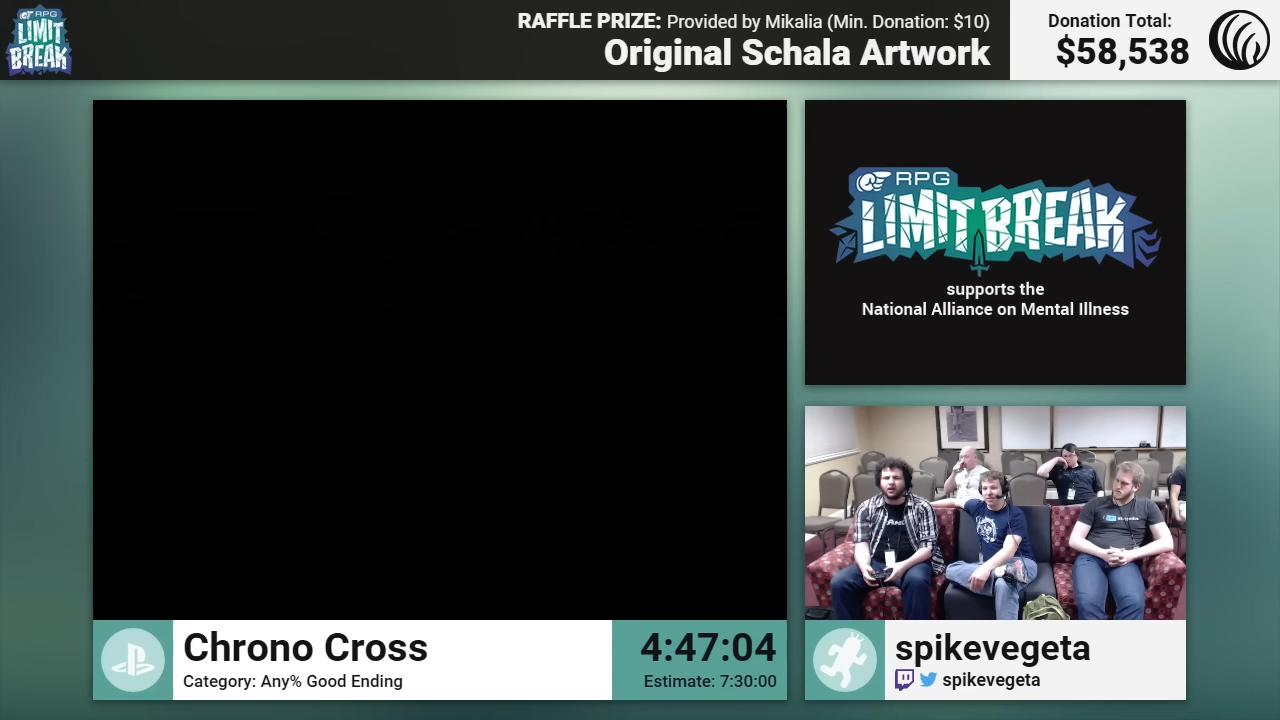 RPG
LIMIT
BREAK
RAFFLE PRIZE: Provided by Mikalia (Min. Donation: $10)
Original Schala Artwork
Donation Total:
$58,538
RPG
LIMIT BREAK
supports the
National Alliance on Mental Illness
Chrono Cross
Category: Any% Good Ending
4:47:04
Estimate: 7:30:00
spikevegeta
spikevegeta